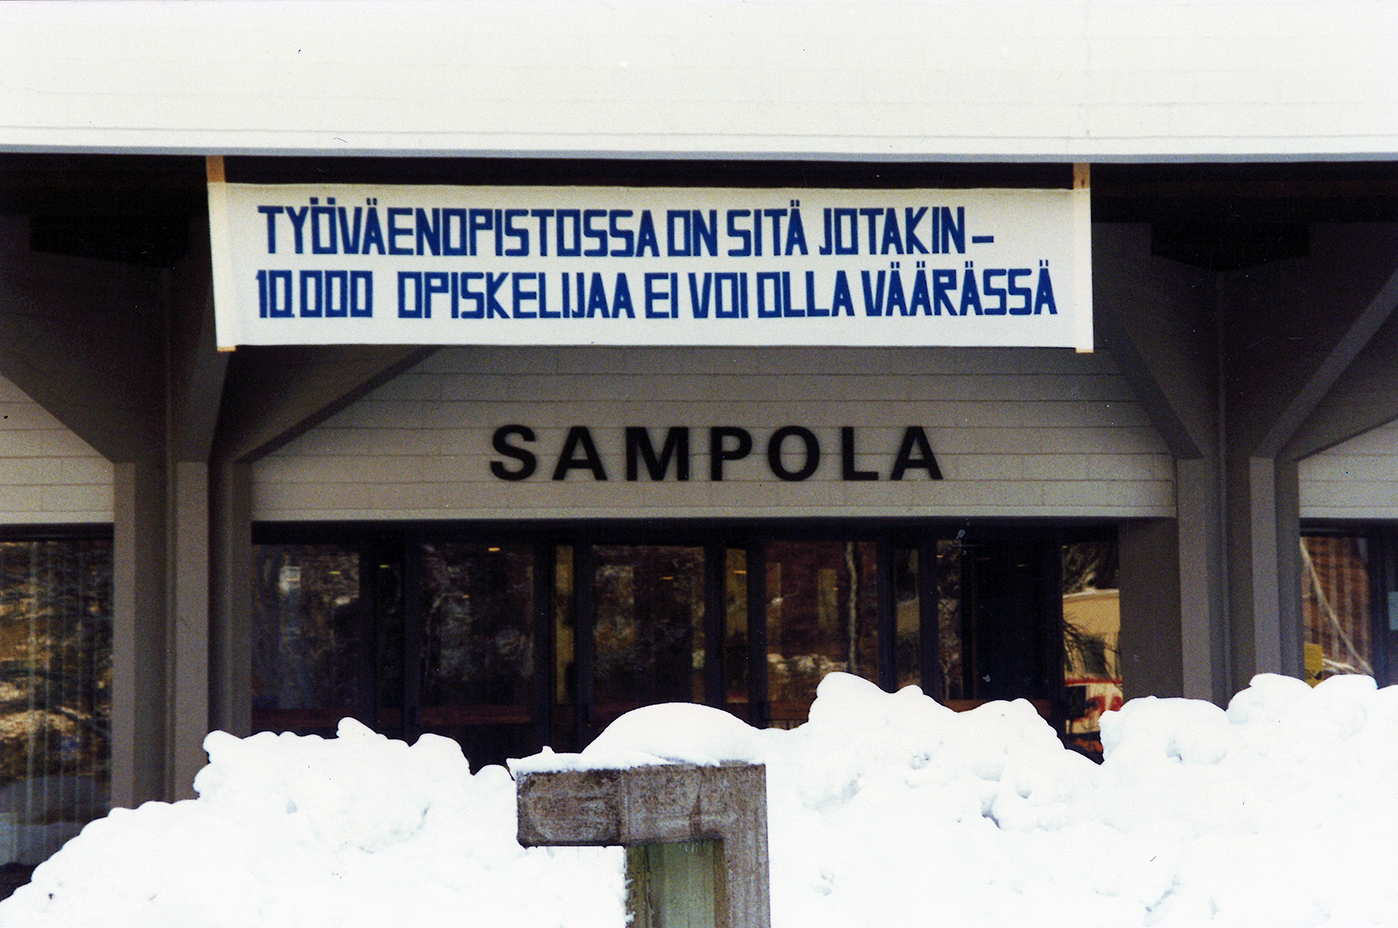 TYÖVÄENOPISTOSSA ON SITÄ JOTAKIN–
10.000 OPISKELIJAA EI VOI OLLA VÄÄRÄSSÄ
SAMPOLA